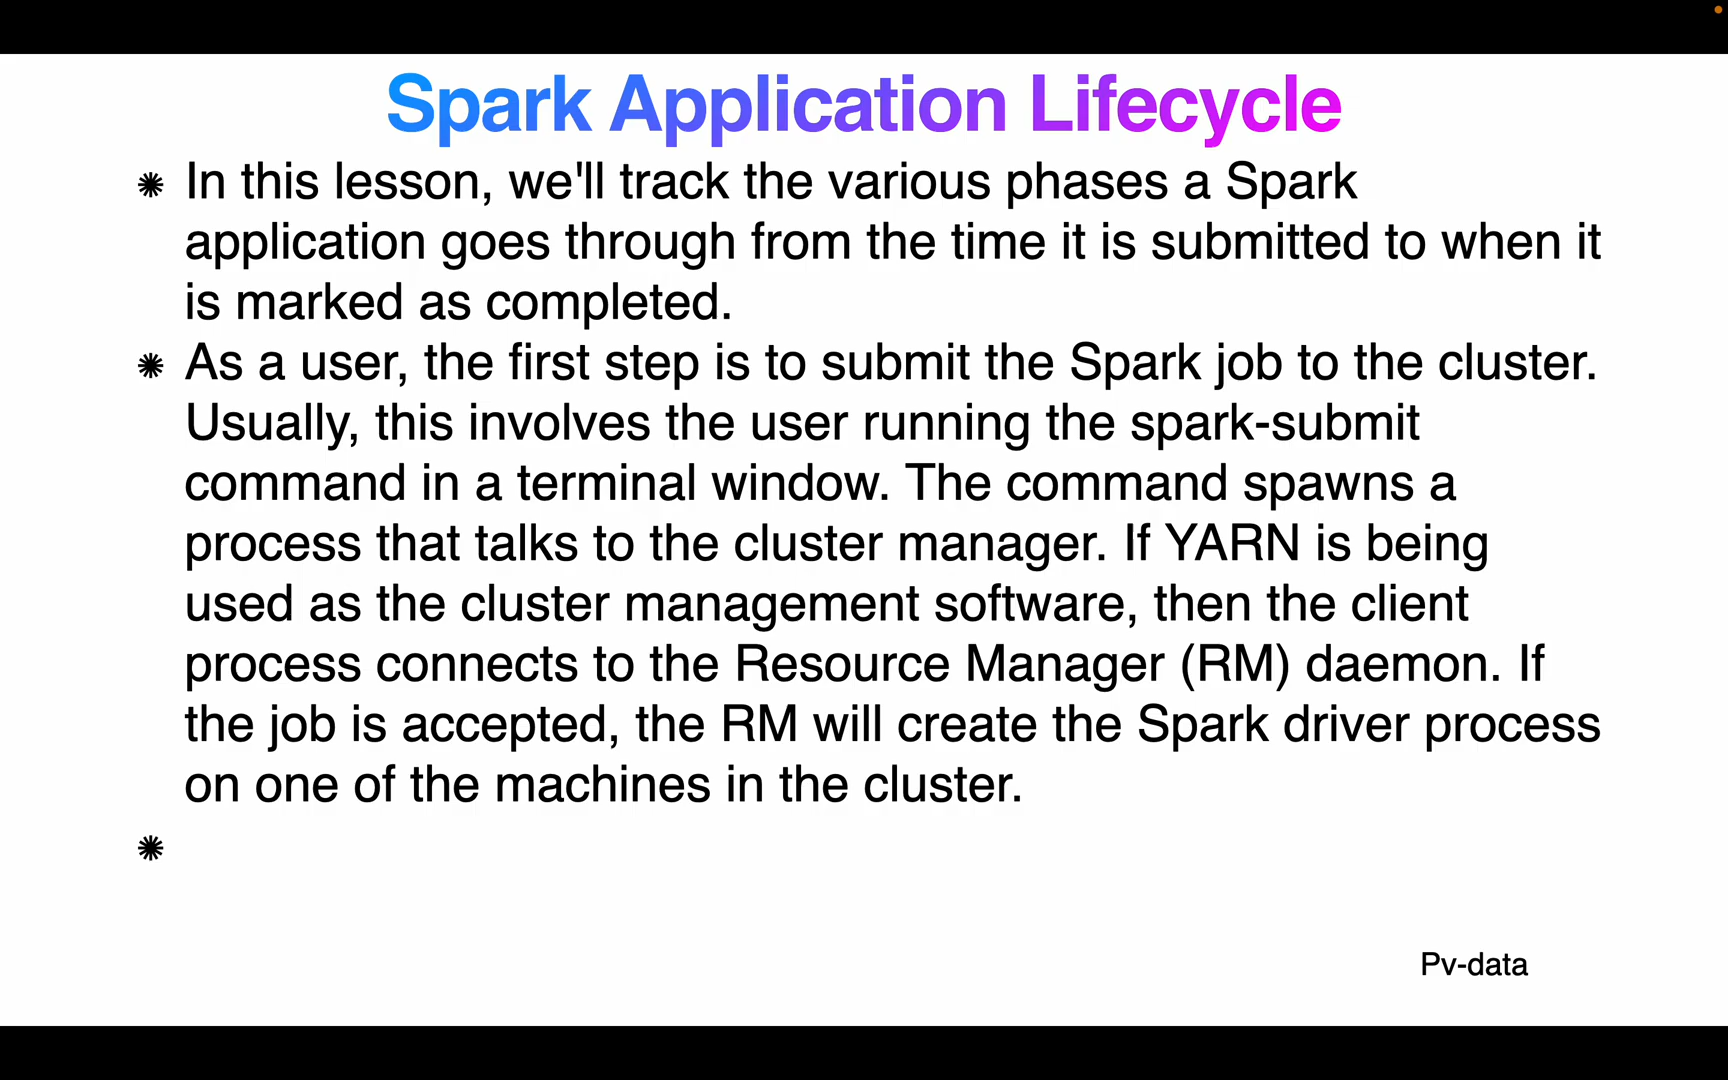 Spark Application Lifecycle
In this lesson, we'll track the various phases a Spark
application goes through from the time it is submitted to when it
is marked as completed.
As a user, the first step is to submit the Spark job to the cluster.
Usually, this involves the user running the spark-submit
command in a terminal window. The command spawns a
process that talks to the cluster manager. If YARN is being
used as the cluster management software, then the client
process connects to the Resource Manager (RM) daemon. If
the job is accepted, the RM will create the Spark driver process
on one of the machines in the cluster.
Pv-data